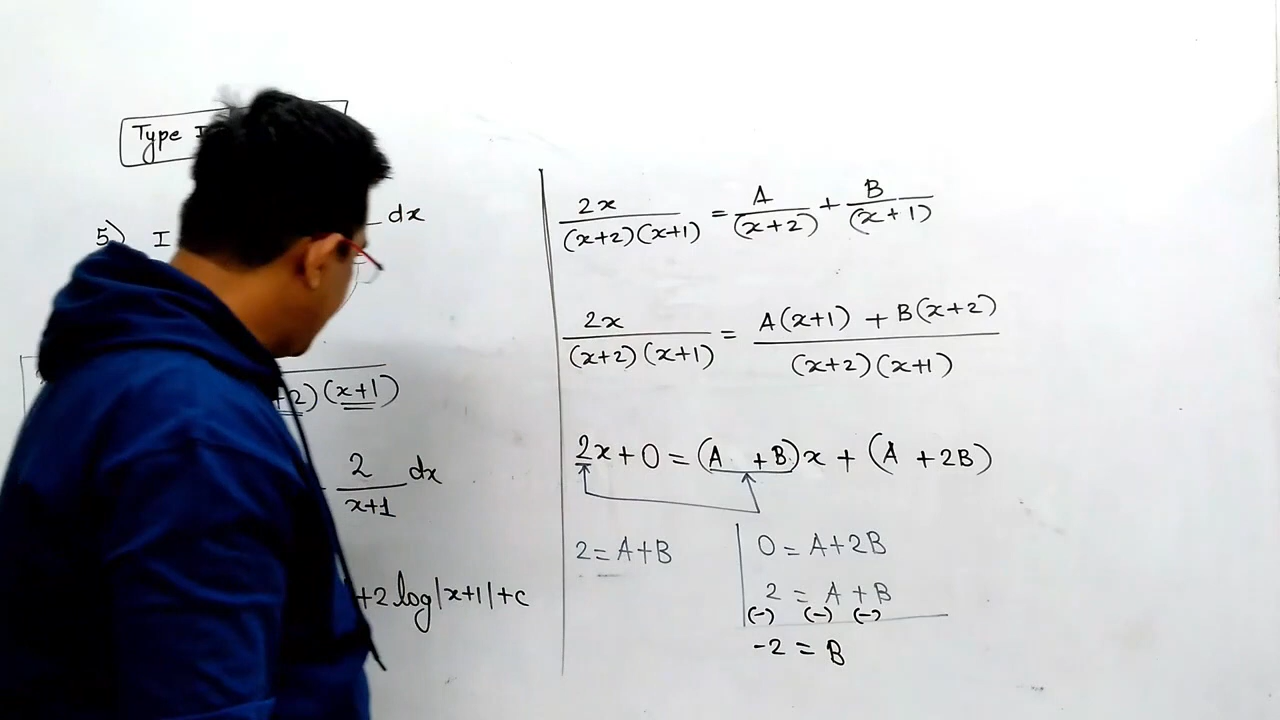 Type I
5) I dx
+2)(x+1)
2/(x+1) dx
+2 log|x+1|+c
2x/((x+2)(x+1)) = A/(x+2) + B/(x+1)
2x/((x+2)(x+1)) = (A(x+1) + B(x+2))/((x+2)(x+1))
2x+0 = (A +B)x + (A +2B)
2=A+B
0 = A+2B
2 = A+B
(-) (-) (-)
-2 = B